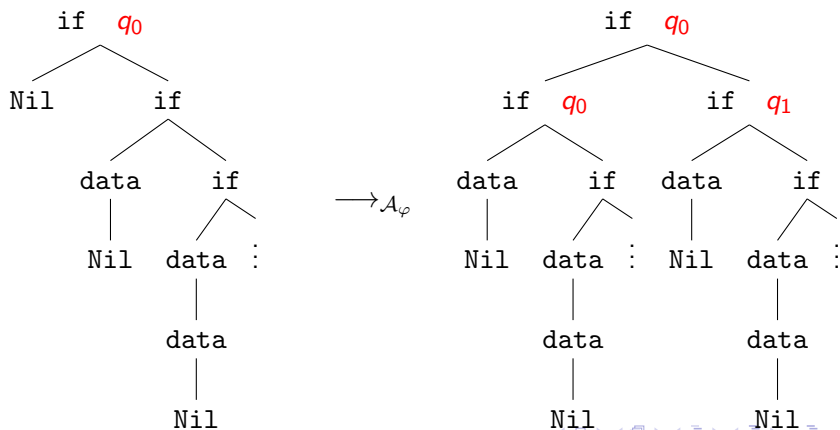 if q₀ if q₀
Nil if if q₀ if q₁
data if data if data if
⟶ 𝒜φ
Nil data ⋮ Nil data ⋮ Nil data ⋮
data data data
Nil Nil Nil